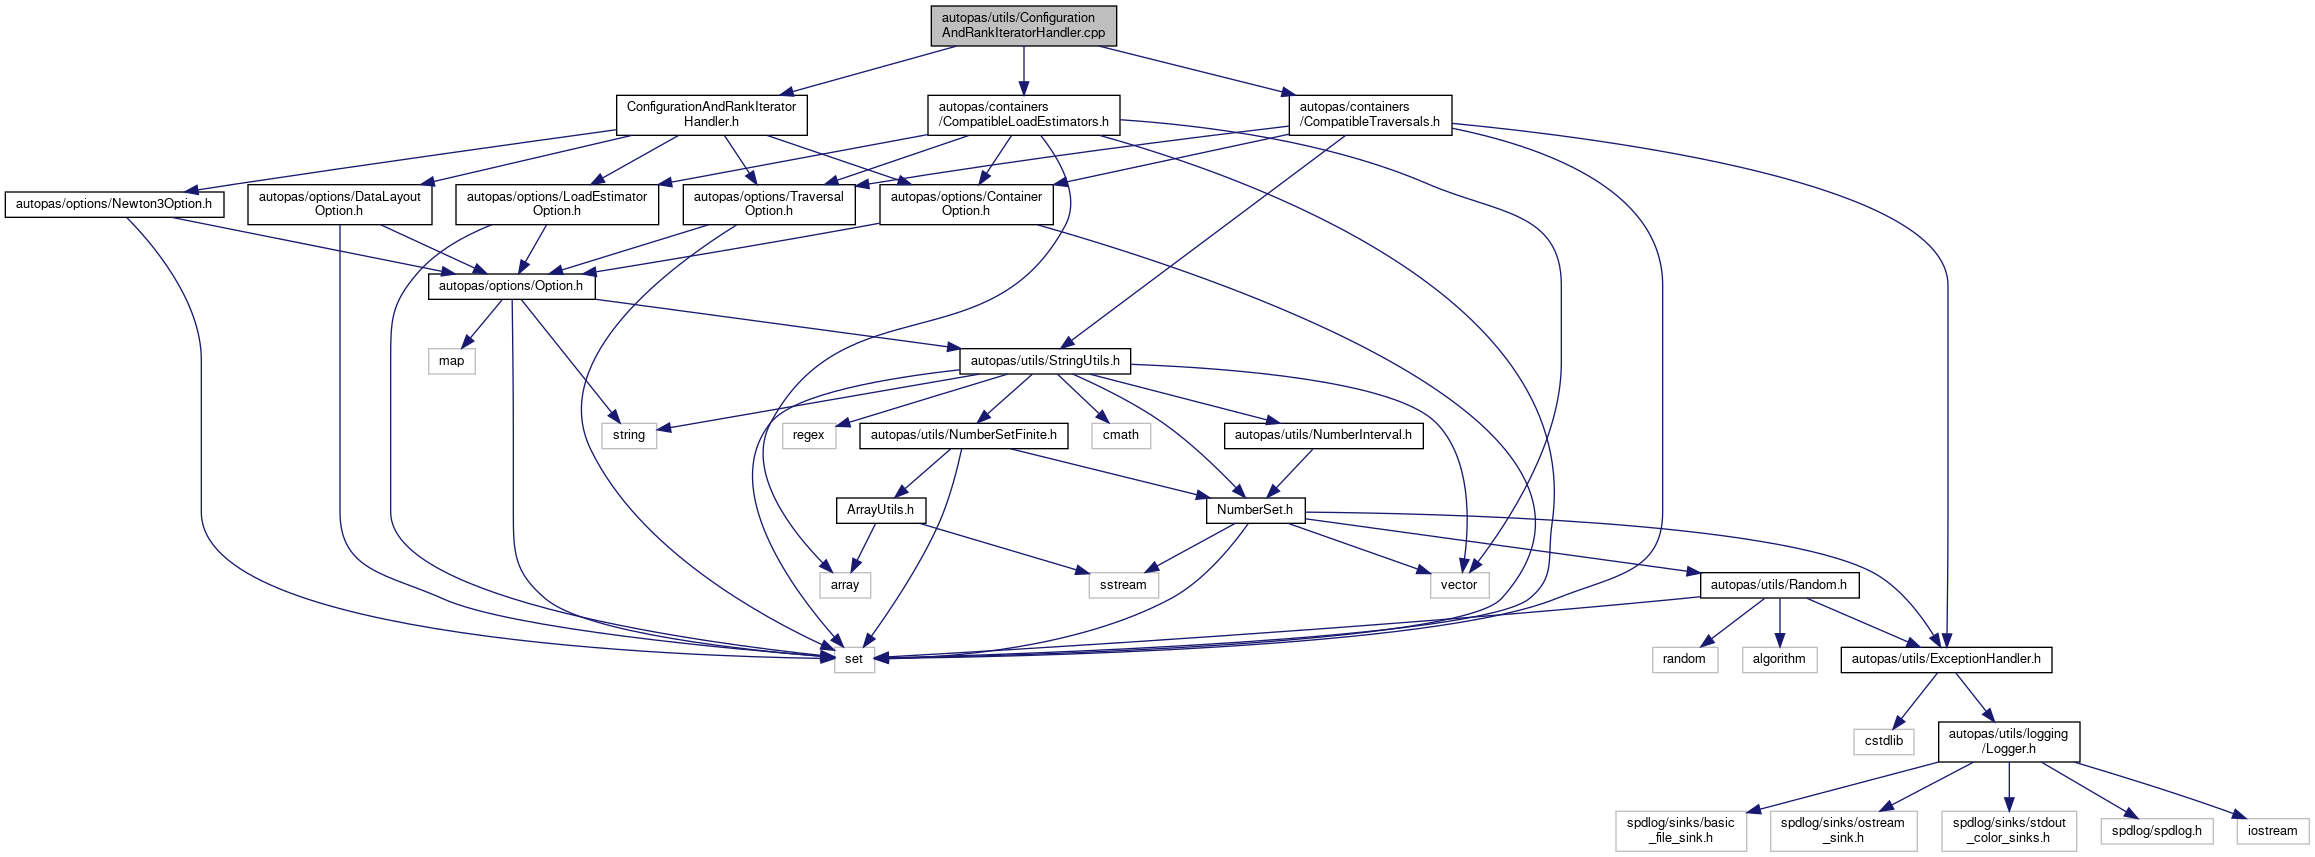 autopas/utils/Configuration
AndRankIteratorHandler.cpp
ConfigurationAndRankIterator
Handler.h
autopas/containers
/CompatibleLoadEstimators.h
autopas/containers
/CompatibleTraversals.h
autopas/options/Newton3Option.h
autopas/options/DataLayout
Option.h
autopas/options/LoadEstimator
Option.h
autopas/options/Traversal
Option.h
autopas/options/Container
Option.h
autopas/options/Option.h
map
autopas/utils/StringUtils.h
string
regex
autopas/utils/NumberSetFinite.h
cmath
autopas/utils/NumberInterval.h
ArrayUtils.h
NumberSet.h
array
sstream
vector
autopas/utils/Random.h
set
random
algorithm
autopas/utils/ExceptionHandler.h
cstdlib
autopas/utils/logging
/Logger.h
spdlog/sinks/basic
_file_sink.h
spdlog/sinks/ostream
_sink.h
spdlog/sinks/stdout
_color_sinks.h
spdlog/spdlog.h
iostream